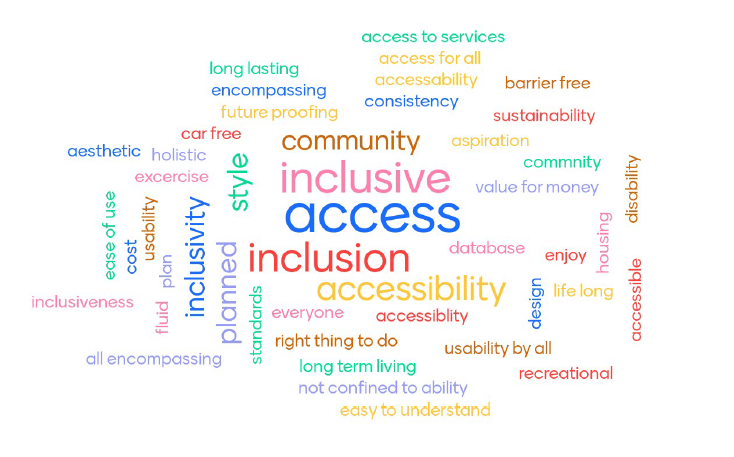 access to services
access for all
long lasting
accessability
barrier free
encompassing
consistency
future proofing
sustainability
car free
community
aspiration
aesthetic
holistic
commnity
style
excercise
inclusive
value for money
disability
access
ease of use
usability
inclusivity
cost
plan
planned
inclusion
database
enjoy
housing
accessible
accessibility
design
life long
inclusiveness
fluid
standards
everyone
accessiblity
right thing to do
usability by all
all encompassing
long term living
recreational
not confined to ability
easy to understand